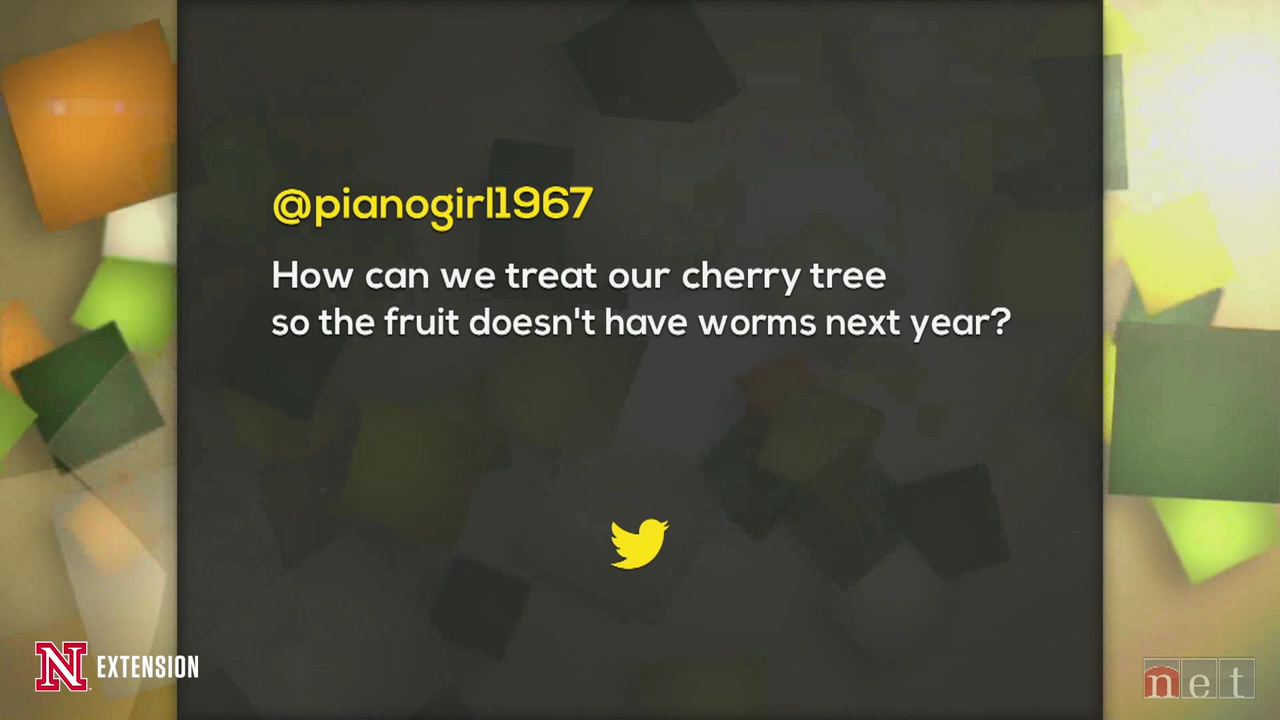 @pianogirl1967
How can we treat our cherry tree
so the fruit doesn't have worms next year?
N EXTENSION
net